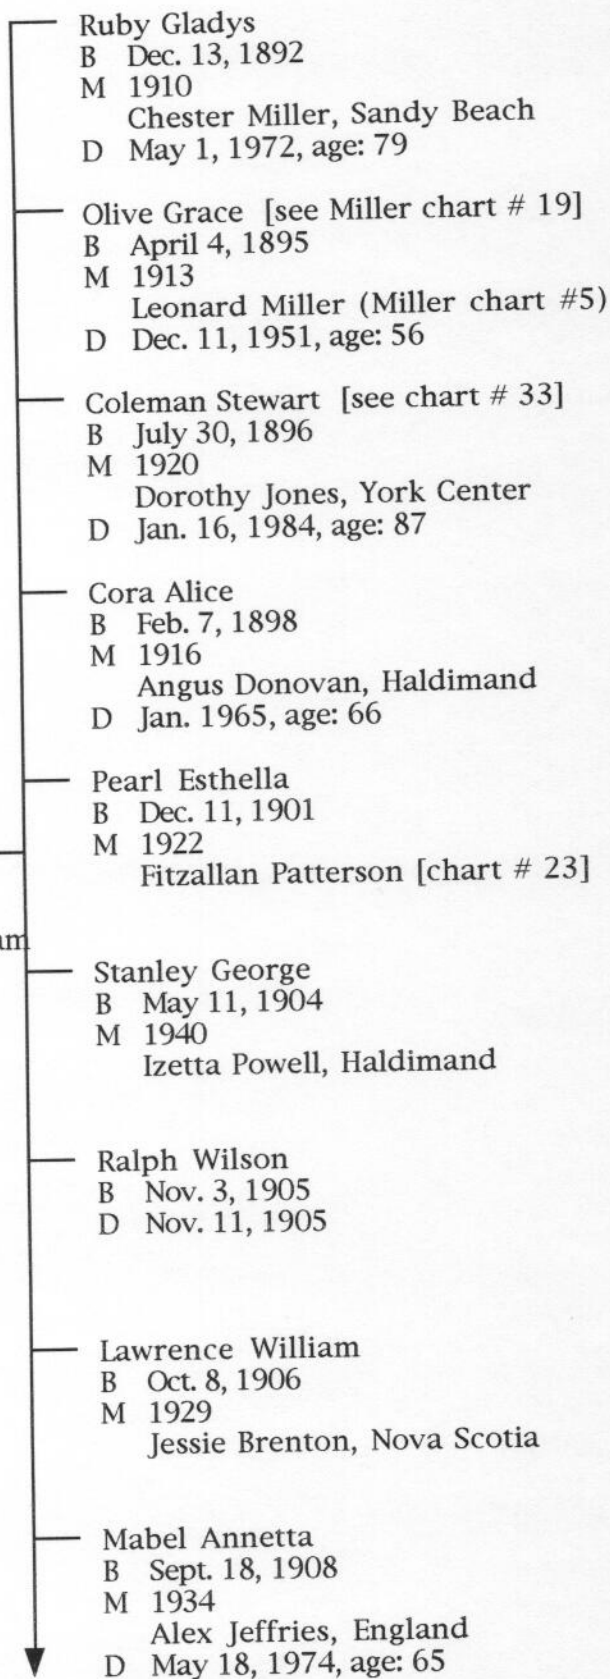 Ruby Gladys
B Dec. 13, 1892
M 1910
Chester Miller, Sandy Beach
D May 1, 1972, age: 79
Olive Grace [see Miller chart # 19]
B April 4, 1895
M 1913
Leonard Miller (Miller chart #5)
D Dec. 11, 1951, age: 56
Coleman Stewart [see chart # 33]
B July 30, 1896
M 1920
Dorothy Jones, York Center
D Jan. 16, 1984, age: 87
Cora Alice
B Feb. 7, 1898
M 1916
Angus Donovan, Haldimand
D Jan. 1965, age: 66
Pearl Esthella
B Dec. 11, 1901
M 1922
Fitzallan Patterson [chart # 23]
am
Stanley George
B May 11, 1904
M 1940
Izetta Powell, Haldimand
Ralph Wilson
B Nov. 3, 1905
D Nov. 11, 1905
Lawrence William
B Oct. 8, 1906
M 1929
Jessie Brenton, Nova Scotia
Mabel Annetta
B Sept. 18, 1908
M 1934
Alex Jeffries, England
D May 18, 1974, age: 65